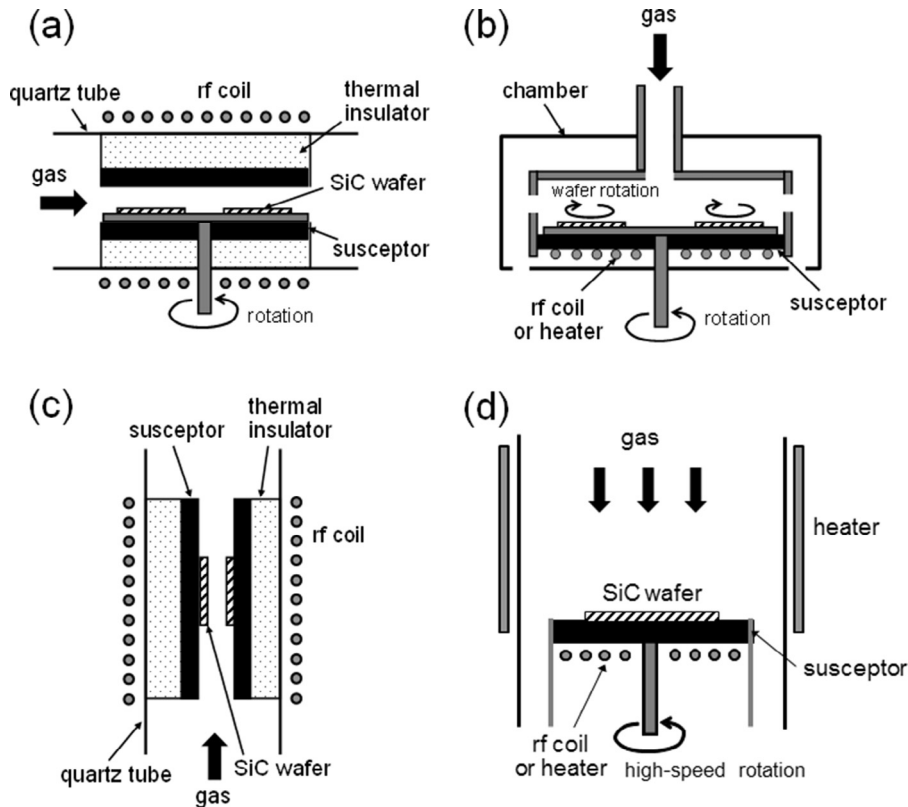 (a)
quartz tube
rf coil
thermal
insulator
gas
SiC wafer
susceptor
rotation
(b)
gas
chamber
wafer rotation
susceptor
rf coil
or heater
rotation
(c)
susceptor
thermal
insulator
rf coil
quartz tube
SiC wafer
gas
(d)
gas
heater
SiC wafer
susceptor
rf coil
or heater
high-speed rotation